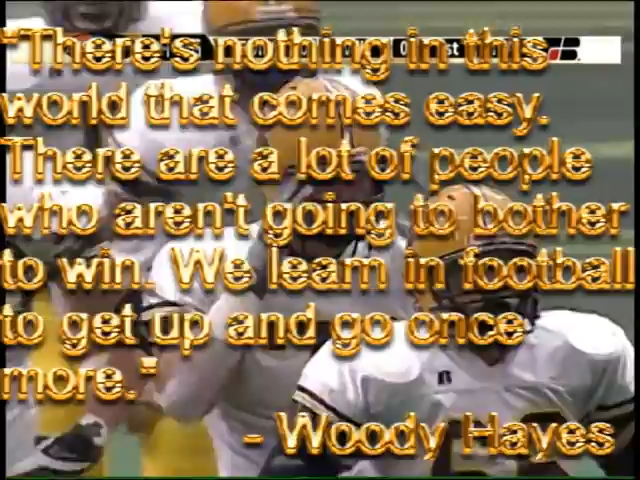 "There's nothing in this
world that comes easy.
There are a lot of people
who aren't going to bother
to win. We learn in football
to get up and go once
more."
- Woody Hayes